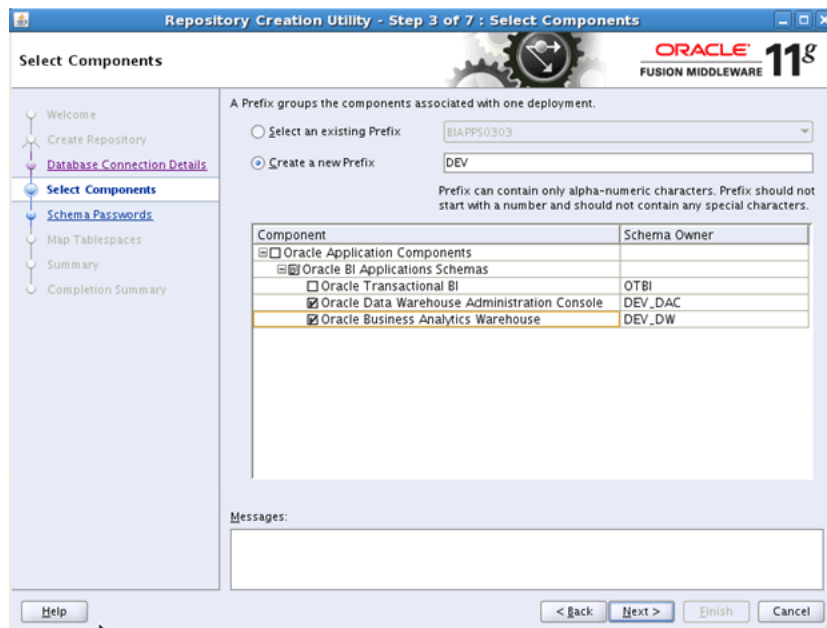 Repository Creation Utility - Step 3 of 7 : Select Components
Select Components
ORACLE
FUSION MIDDLEWARE 11g
Welcome
Create Repository
Database Connection Details
Select Components
Schema Passwords
Map Tablespaces
Summary
Completion Summary
A Prefix groups the components associated with one deployment.
Select an existing Prefix BIAPPS0303
Create a new Prefix DEV
Prefix can contain only alpha-numeric characters. Prefix should not
start with a number and should not contain any special characters.
Component Schema Owner
Oracle Application Components
Oracle BI Applications Schemas
Oracle Transactional BI OTBI
Oracle Data Warehouse Administration Console DEV_DAC
Oracle Business Analytics Warehouse DEV_DW
Messages:
Help < Back Next > Finish Cancel